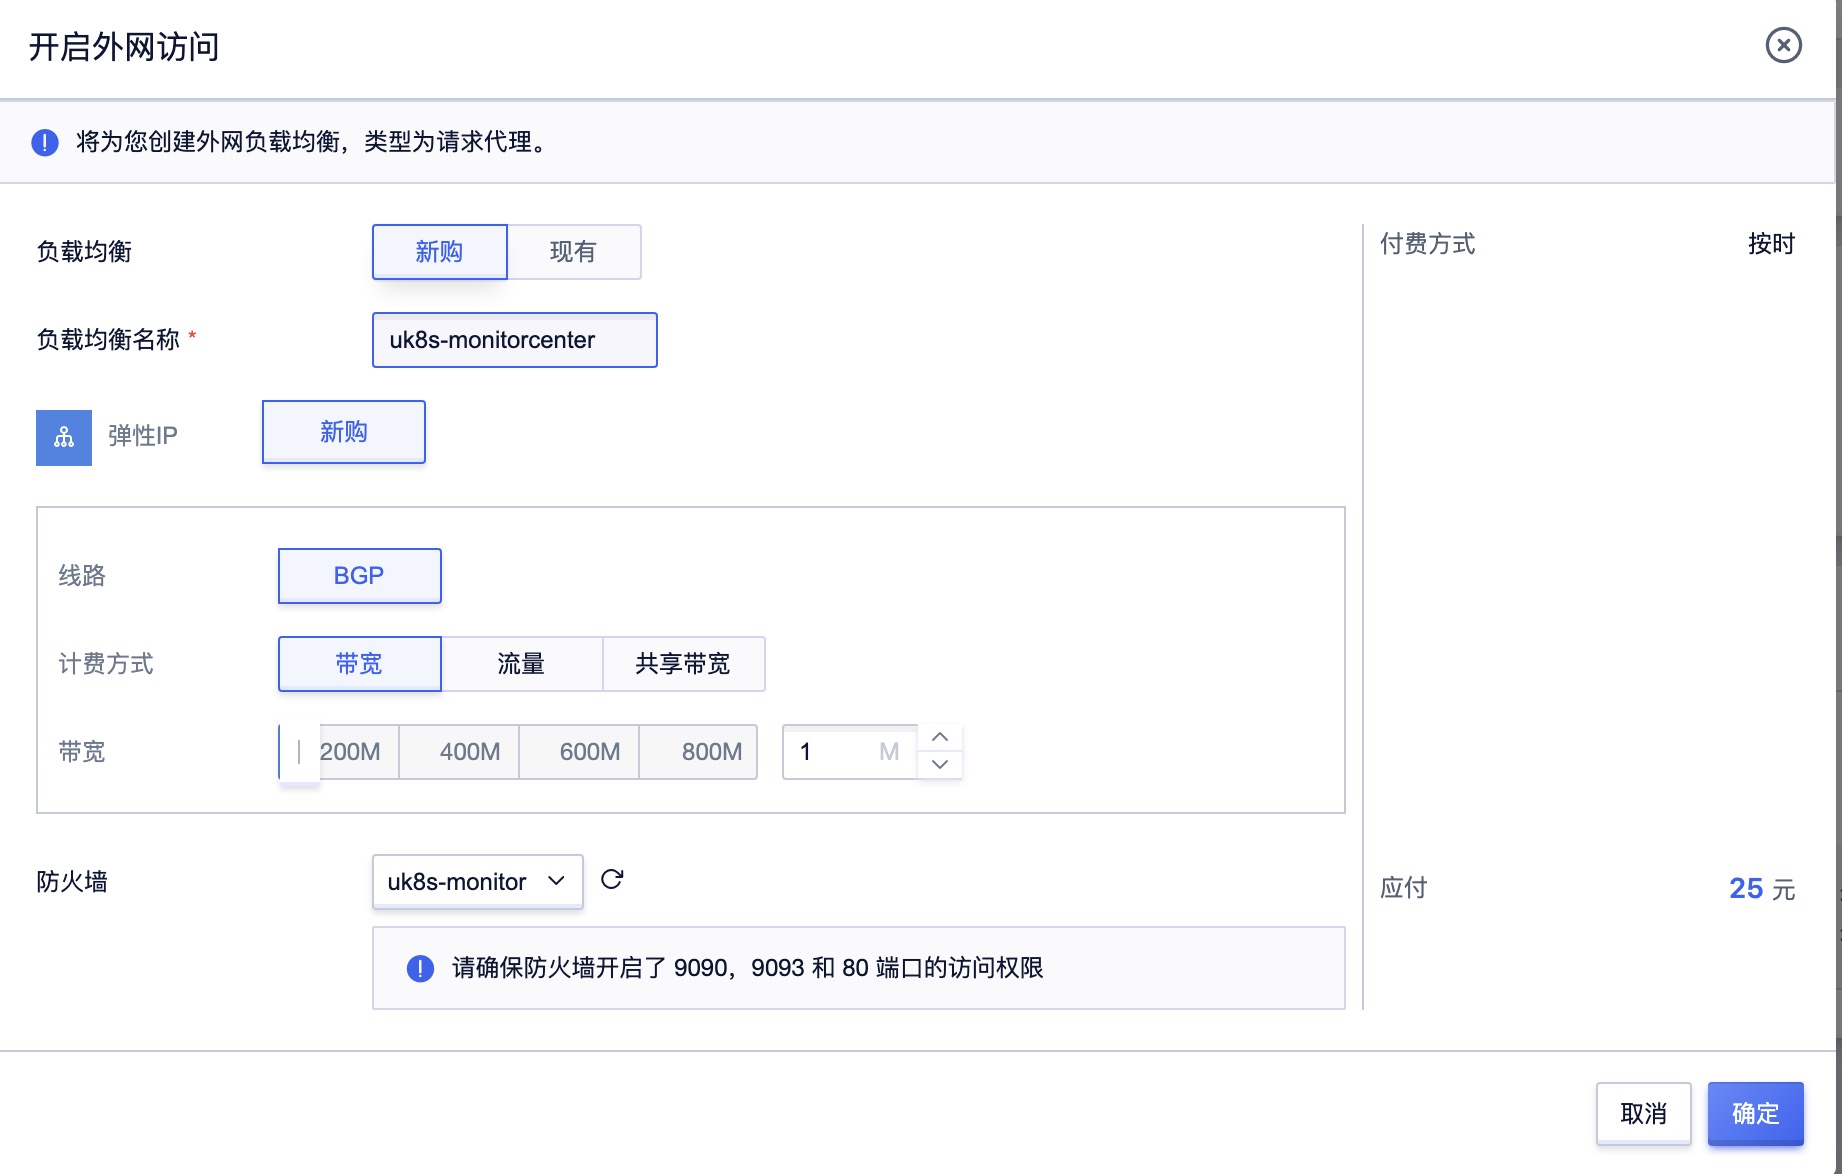 开启外网访问
将为您创建外网负载均衡，类型为请求代理。
负载均衡 新购 现有
付费方式 按时
负载均衡名称 * uk8s-monitorcenter
弹性IP 新购
线路 BGP
计费方式 带宽 流量 共享带宽
带宽 200M 400M 600M 800M 1 M
防火墙 uk8s-monitor
应付 25 元
请确保防火墙开启了 9090，9093 和 80 端口的访问权限
取消 确定